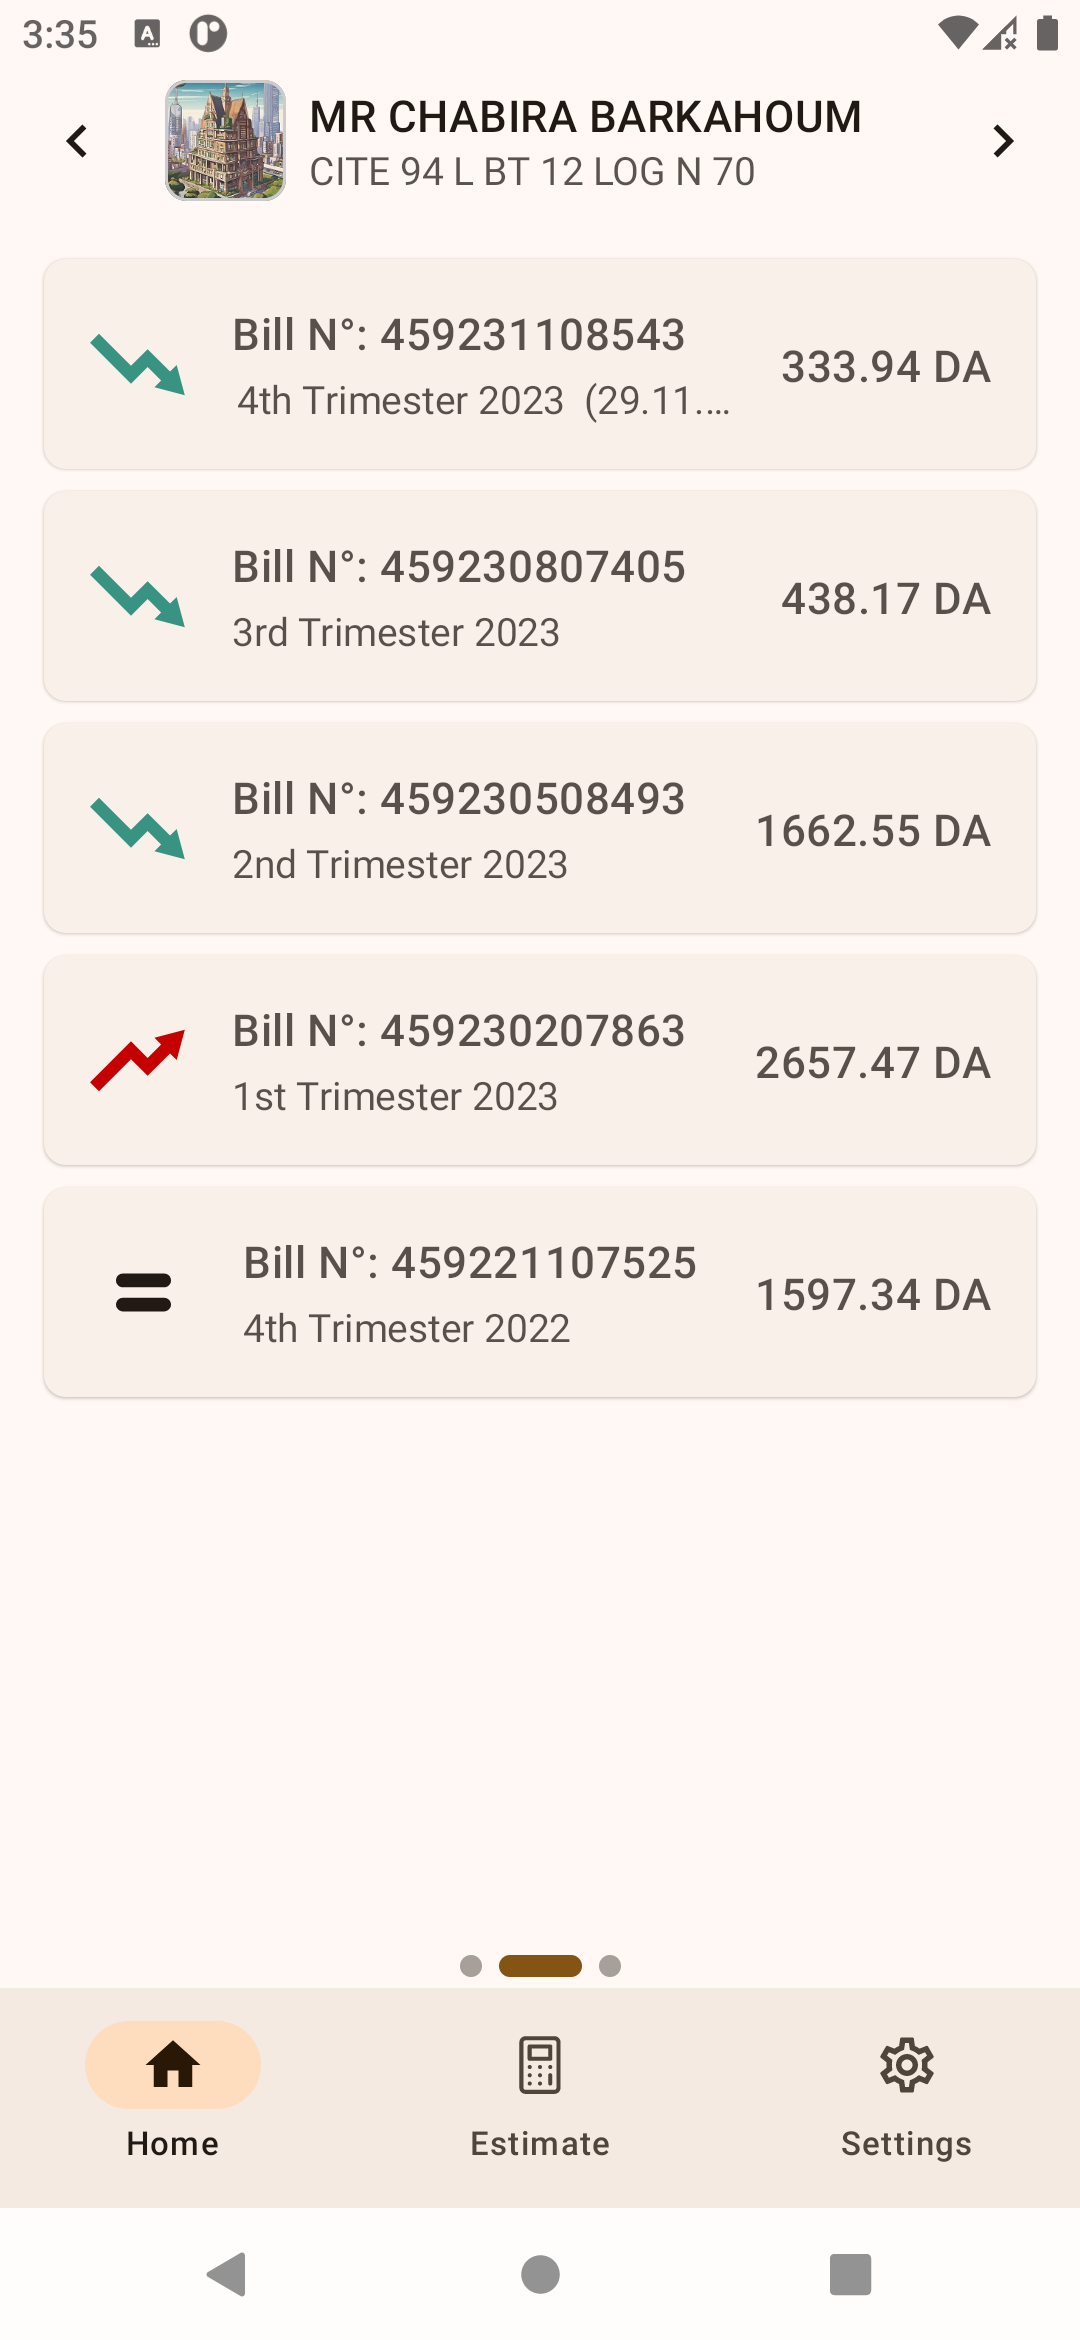 3:35
MR CHABIRA BARKAHOUM
CITE 94 L BT 12 LOG N 70
Bill N°: 459231108543
4th Trimester 2023 (29.11.…
333.94 DA
Bill N°: 459230807405
3rd Trimester 2023
438.17 DA
Bill N°: 459230508493
2nd Trimester 2023
1662.55 DA
Bill N°: 459230207863
1st Trimester 2023
2657.47 DA
Bill N°: 459221107525
4th Trimester 2022
1597.34 DA
Home
Estimate
Settings